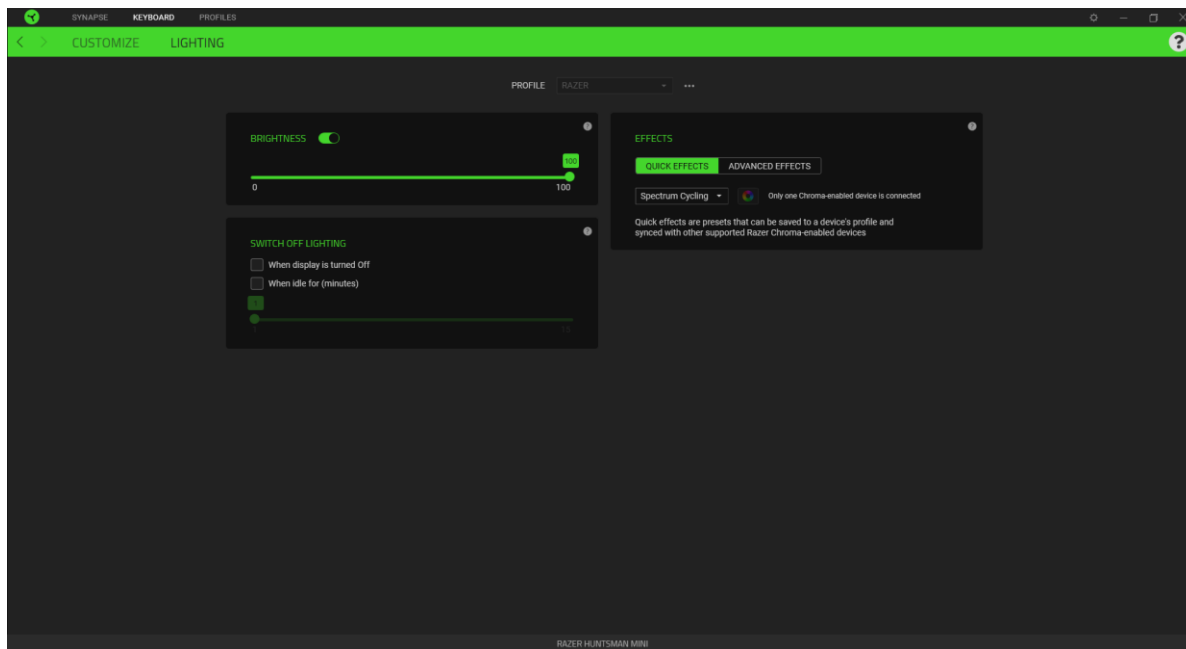 SYNAPSE KEYBOARD PROFILES
CUSTOMIZE LIGHTING
?
PROFILE RAZER
BRIGHTNESS
100
0 100
SWITCH OFF LIGHTING
When display is turned Off
When idle for (minutes)
1
1
EFFECTS
QUICK EFFECTS ADVANCED EFFECTS
Spectrum Cycling Only one Chroma-enabled device is connected
Quick effects are presets that can be saved to a device's profile and
synced with other supported Razer Chroma-enabled devices
RAZER HUNTSMAN MINI